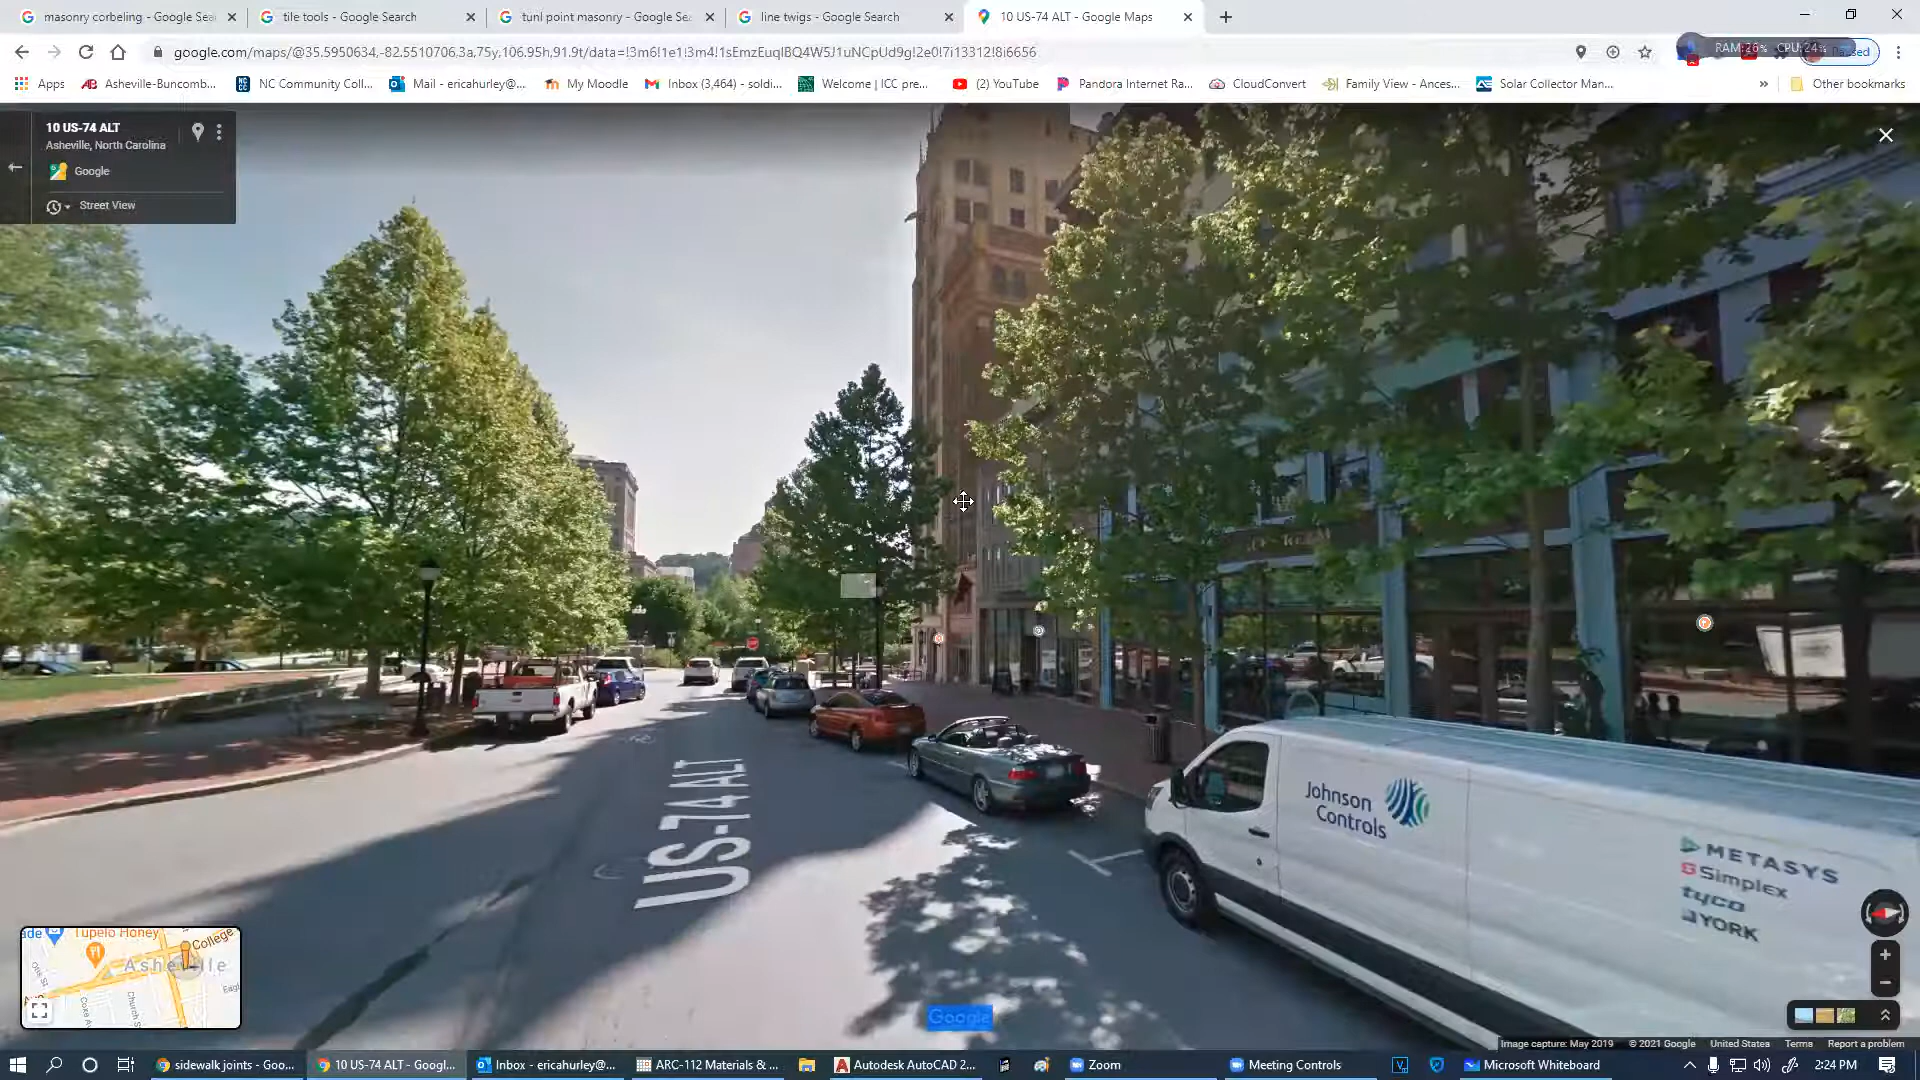 masonry corbeling - Google Sea
tile tools - Google Search
tunl point masonry - Google Se
line twigs - Google Search
10 US-74 ALT - Google Maps
google.com/maps/@35.5950634,-82.5510706,3a,75y,106.95h,91.9t/data=!3m6!1e1!3m4!1sEmzEuqIBQ4W5J1uNCpUd9g!2e0!7i13312!8i6656
RAM:26% CPU:24%
Paused
Apps
Asheville-Buncomb...
NC Community Coll...
Mail - ericahurley@...
My Moodle
Inbox (3,464) - soldi...
Welcome | ICC pre...
(2) YouTube
Pandora Internet Ra...
CloudConvert
Family View - Ances...
Solar Collector Man...
»
Other bookmarks
10 US-74 ALT
Asheville, North Carolina
Google
Street View
US-74 ALT
Johnson
Controls
METASYS
Simplex
tyco
YORK
Tupelo Honey
College
Asheville
Church S
Google
Image capture: May 2019 © 2021 Google United States Terms Report a problem
sidewalk joints - Goo...
10 US-74 ALT - Googl...
Inbox - ericahurley@...
ARC-112 Materials & ...
Autodesk AutoCAD 2...
Zoom
Meeting Controls
Microsoft Whiteboard
2:24 PM